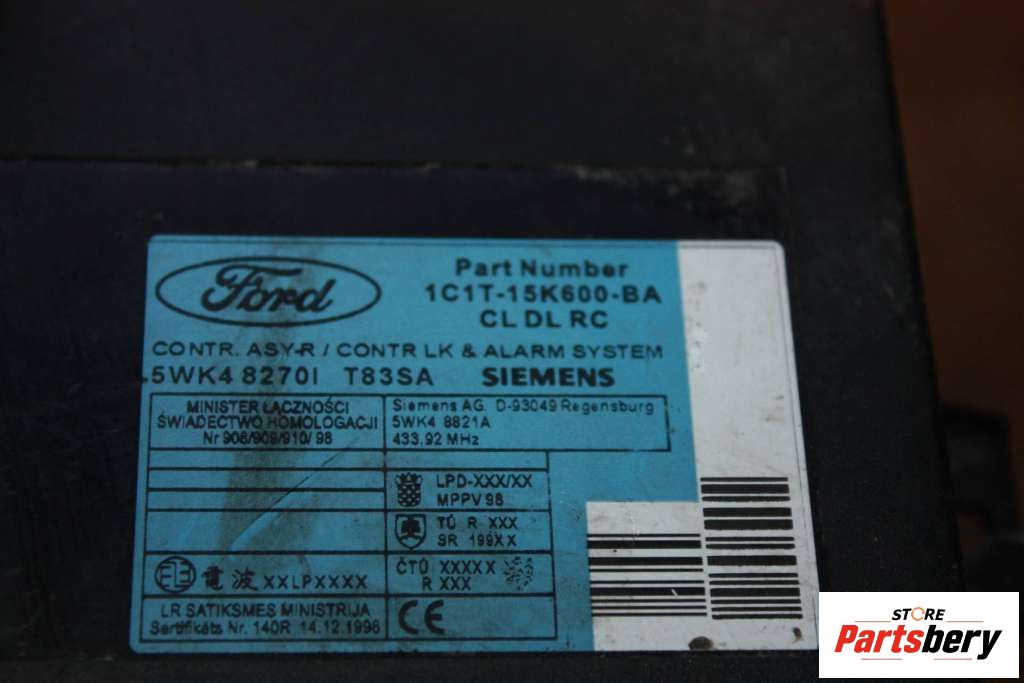 Ford
Part Number
1C1T-15K600-BA
CL DL RC
CONTR. ASY-R / CONTR LK & ALARM SYSTEM
5WK4 8270I T83SA SIEMENS
MINISTER ŁĄCZNOŚCI
ŚWIADECTWO HOMOLOGACJI
Nr 908/909/910/98
Siemens AG. D-93049 Regensburg
5WK4 8821A
433.92 MHz
LPD-XXX/XX
MPPV 98
TÚ R XXX
SR 199XX
電波 XXLPXXXX
ČTÚ XXXXX
R XXX
LR SATIKSMES MINISTRIJA
Sertifikāts Nr. 140R 14.12.1998
CE
STORE
Partsbery